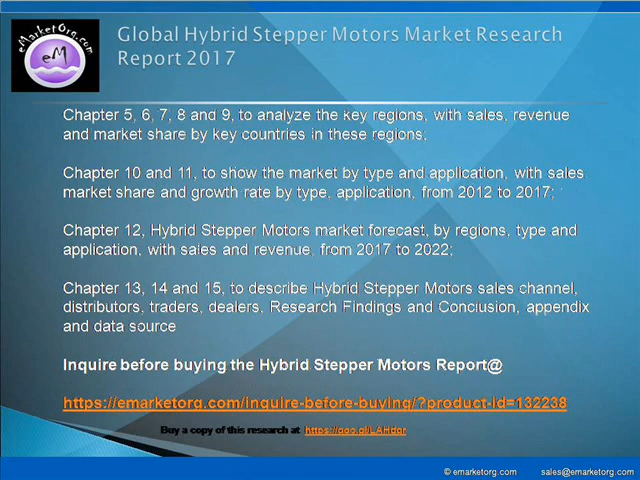 eMarketOrg.com
eM
Global Hybrid Stepper Motors Market Research
Report 2017
Chapter 5, 6, 7, 8 and 9, to analyze the key regions, with sales, revenue
and market share by key countries in these regions;
Chapter 10 and 11, to show the market by type and application, with sales
market share and growth rate by type, application, from 2012 to 2017;
Chapter 12, Hybrid Stepper Motors market forecast, by regions, type and
application, with sales and revenue, from 2017 to 2022;
Chapter 13, 14 and 15, to describe Hybrid Stepper Motors sales channel,
distributors, traders, dealers, Research Findings and Conclusion, appendix
and data source
Inquire before buying the Hybrid Stepper Motors Report@
https://emarketorg.com/inquire-before-buying/?product-id=132238
Buy a copy of this research at https://goo.gl/LAHdqr
© emarketorg.com sales@emarketorg.com